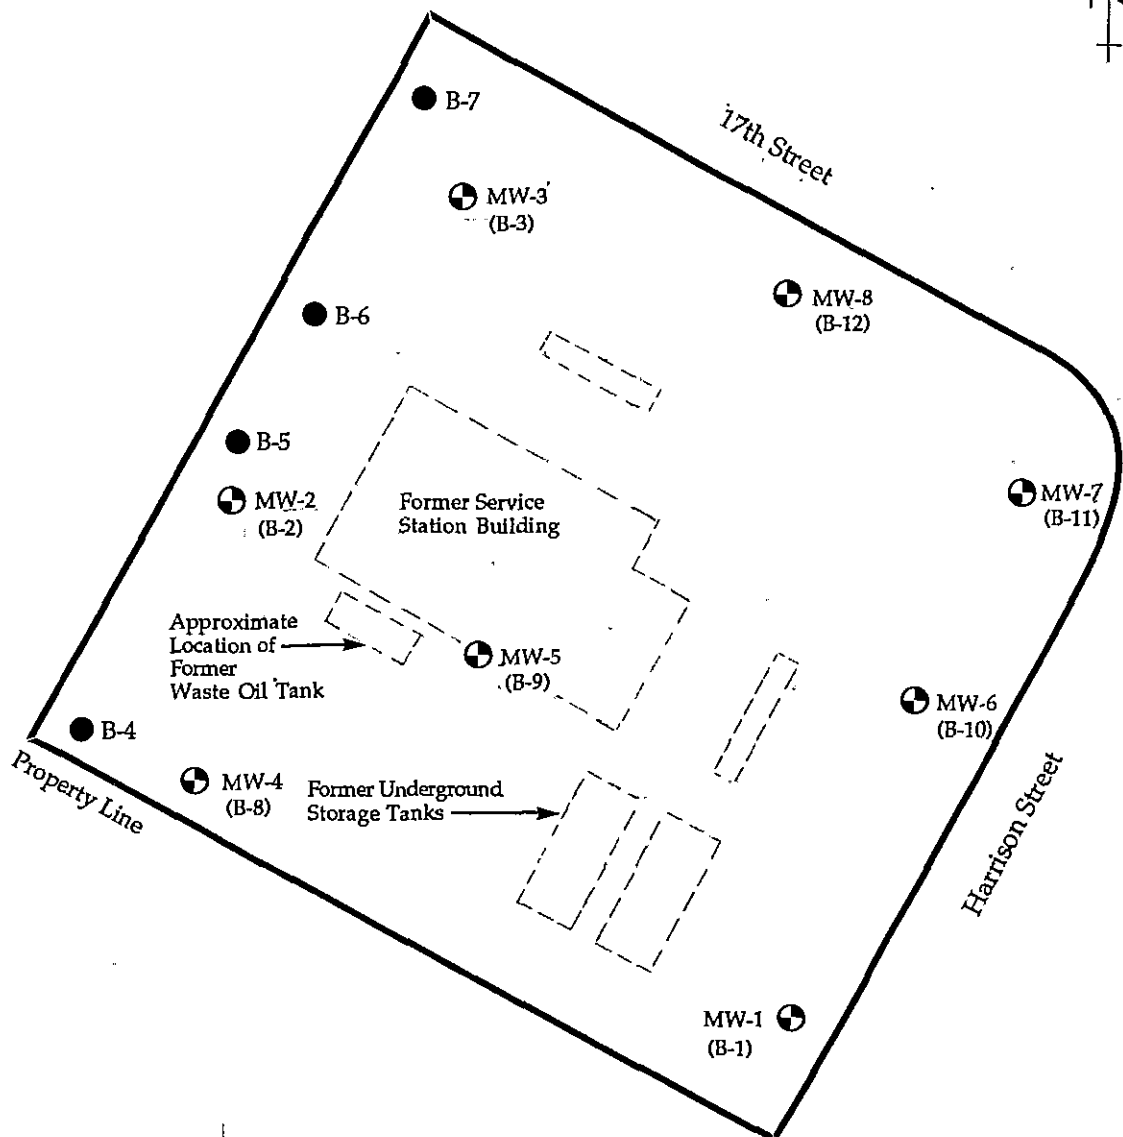 B-7
17th Street
MW-3
(B-3)
MW-8
(B-12)
B-6
B-5
MW-2
(B-2)
Former Service
Station Building
MW-7
(B-11)
Approximate
Location of
Former
Waste Oil Tank
MW-5
(B-9)
MW-6
(B-10)
B-4
Property Line
MW-4
(B-8)
Former Underground
Storage Tanks
Harrison Street
MW-1
(B-1)